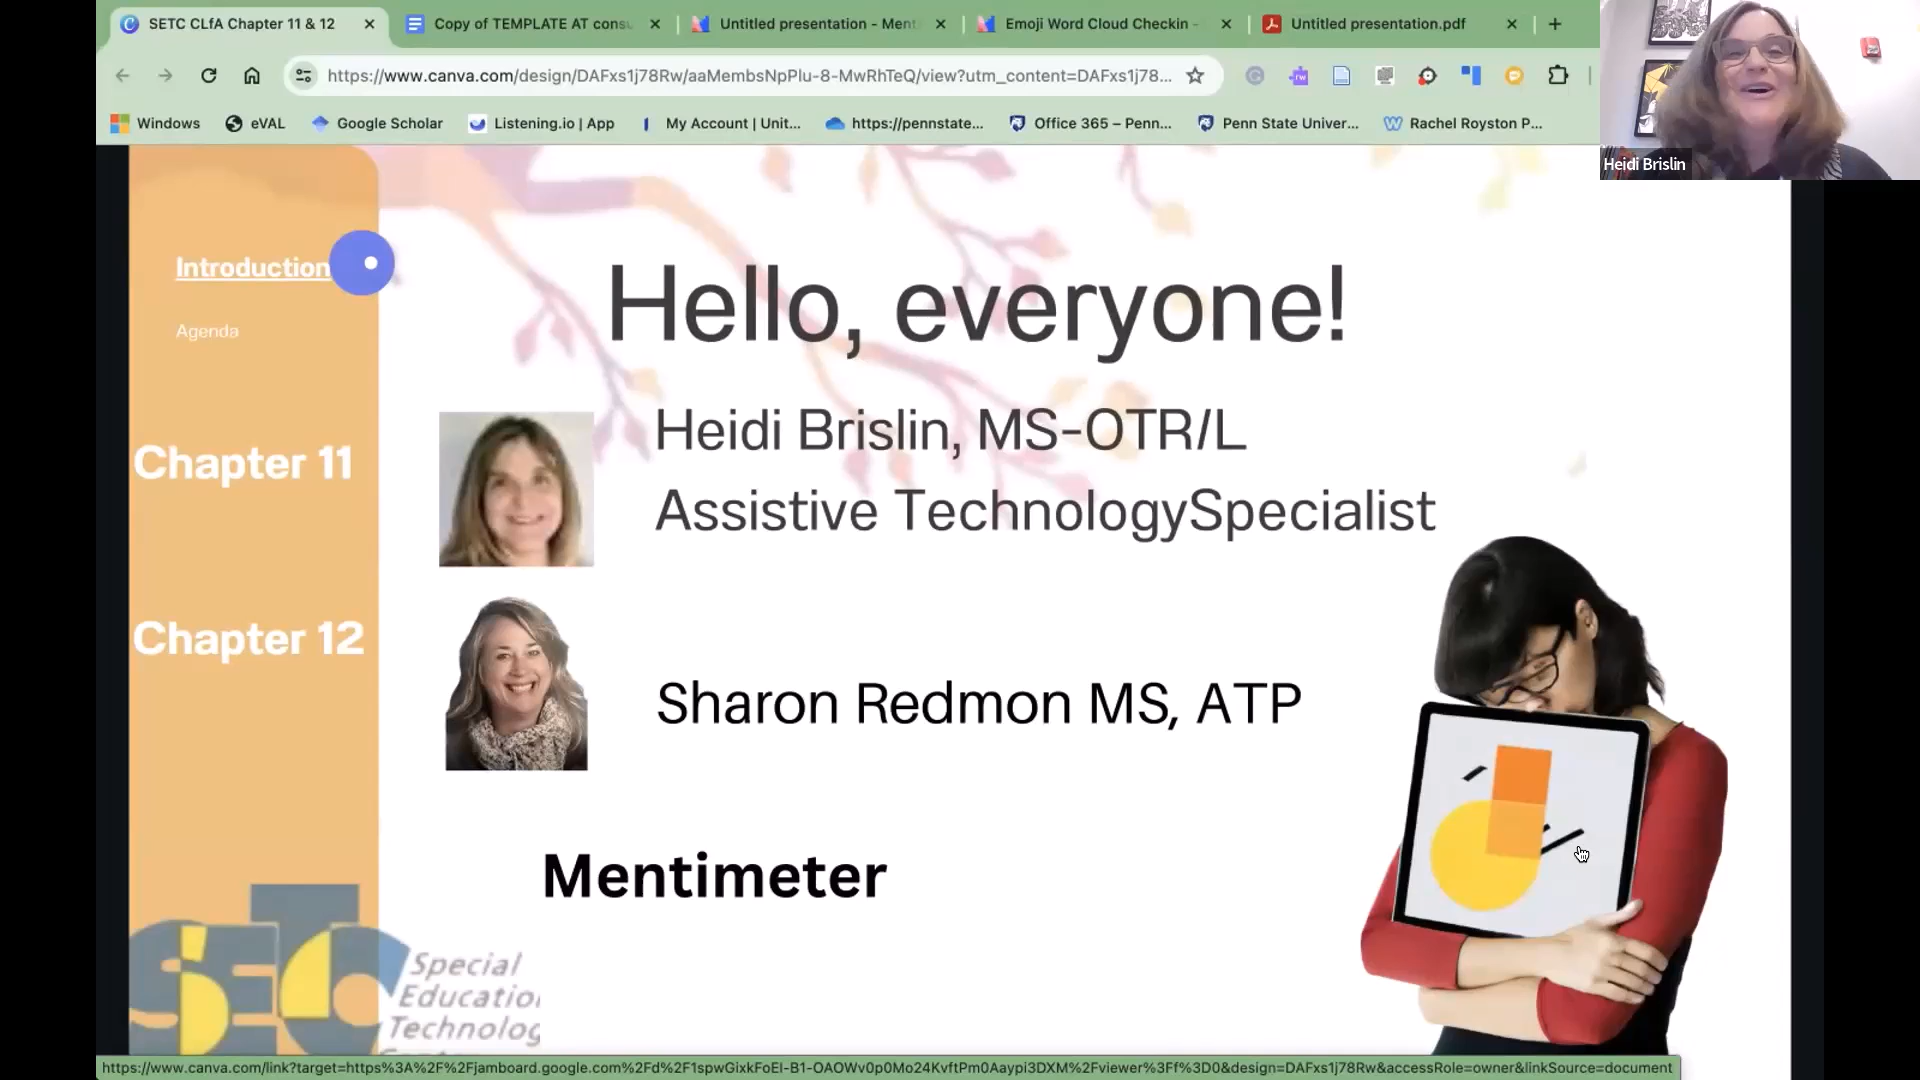 SETC CLfA Chapter 11 & 12
Copy of TEMPLATE AT consu
Untitled presentation - Ment
Emoji Word Cloud Checkin -
Untitled presentation.pdf
https://www.canva.com/design/DAFxs1j78Rw/aaMembsNpPlu-8-MwRhTeQ/view?utm_content=DAFxs1j78...
Windows
eVAL
Google Scholar
Listening.io | App
My Account | Unit...
https://pennstate...
Office 365 – Penn...
Penn State Univer...
Rachel Royston P...
Heidi Brislin
Introduction
Agenda
Chapter 11
Chapter 12
Hello, everyone!
Heidi Brislin, MS-OTR/L
Assistive TechnologySpecialist
Sharon Redmon MS, ATP
Mentimeter
SETC
Special
Education
Technolog
https://www.canva.com/link?target=https%3A%2F%2Fjamboard.google.com%2Fd%2F1spwGixkFoEI-B1-OAOWv0p0Mo24KvftPm0Aaypi3DXM%2Fviewer%3Ff%3D0&design=DAFxs1j78Rw&accessRole=owner&linkSource=document